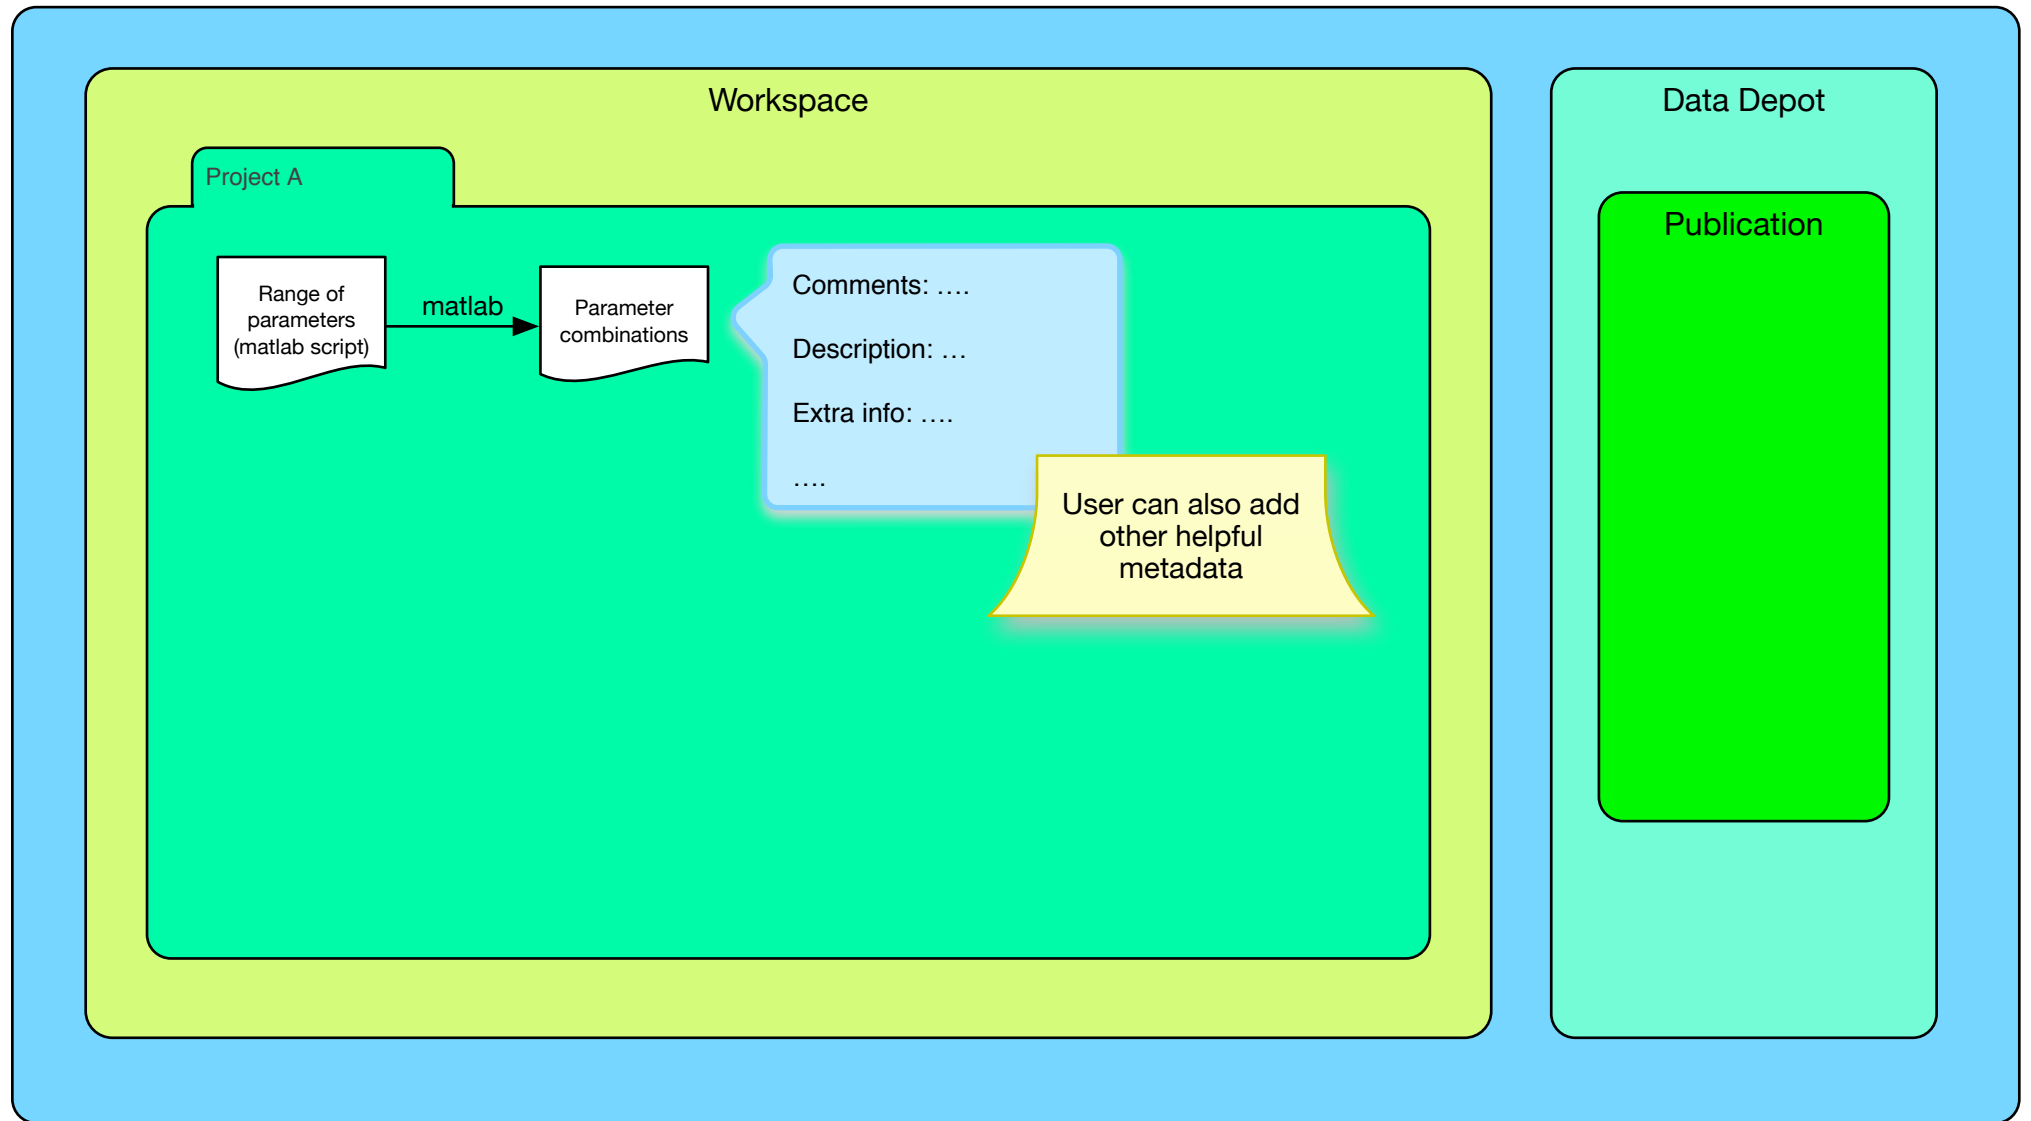 Workspace
Data Depot
Project A
Publication
Range of
parameters
(matlab script)
matlab
Parameter
combinations
Comments: ….
Description: …
Extra info: ….
….
User can also add
other helpful
metadata